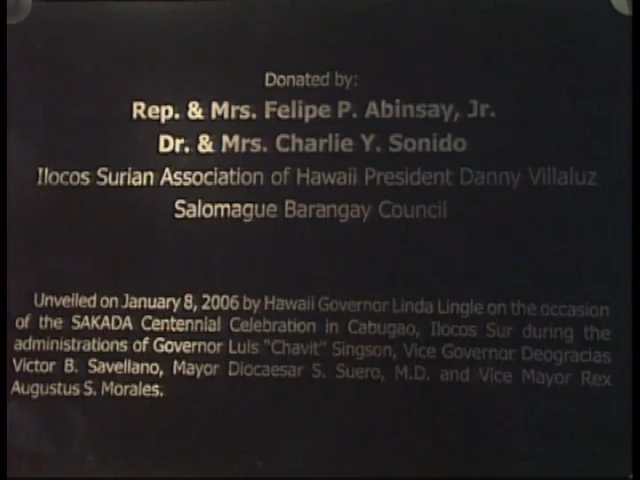 Donated by:
Rep. & Mrs. Felipe P. Abinsay, Jr.
Dr. & Mrs. Charlie Y. Sonido
Ilocos Surian Association of Hawaii President Danny Villaluz
Salomague Barangay Council
Unveiled on January 8, 2006 by Hawaii Governor Linda Lingle on the occasion
of the SAKADA Centennial Celebration in Cabugao, Ilocos Sur during the
administrations of Governor Luis "Chavit" Singson, Vice Governor Deogracias
Victor B. Savellano, Mayor Diocaesar S. Suero, M.D. and Vice Mayor Rex
Augustus S. Morales.